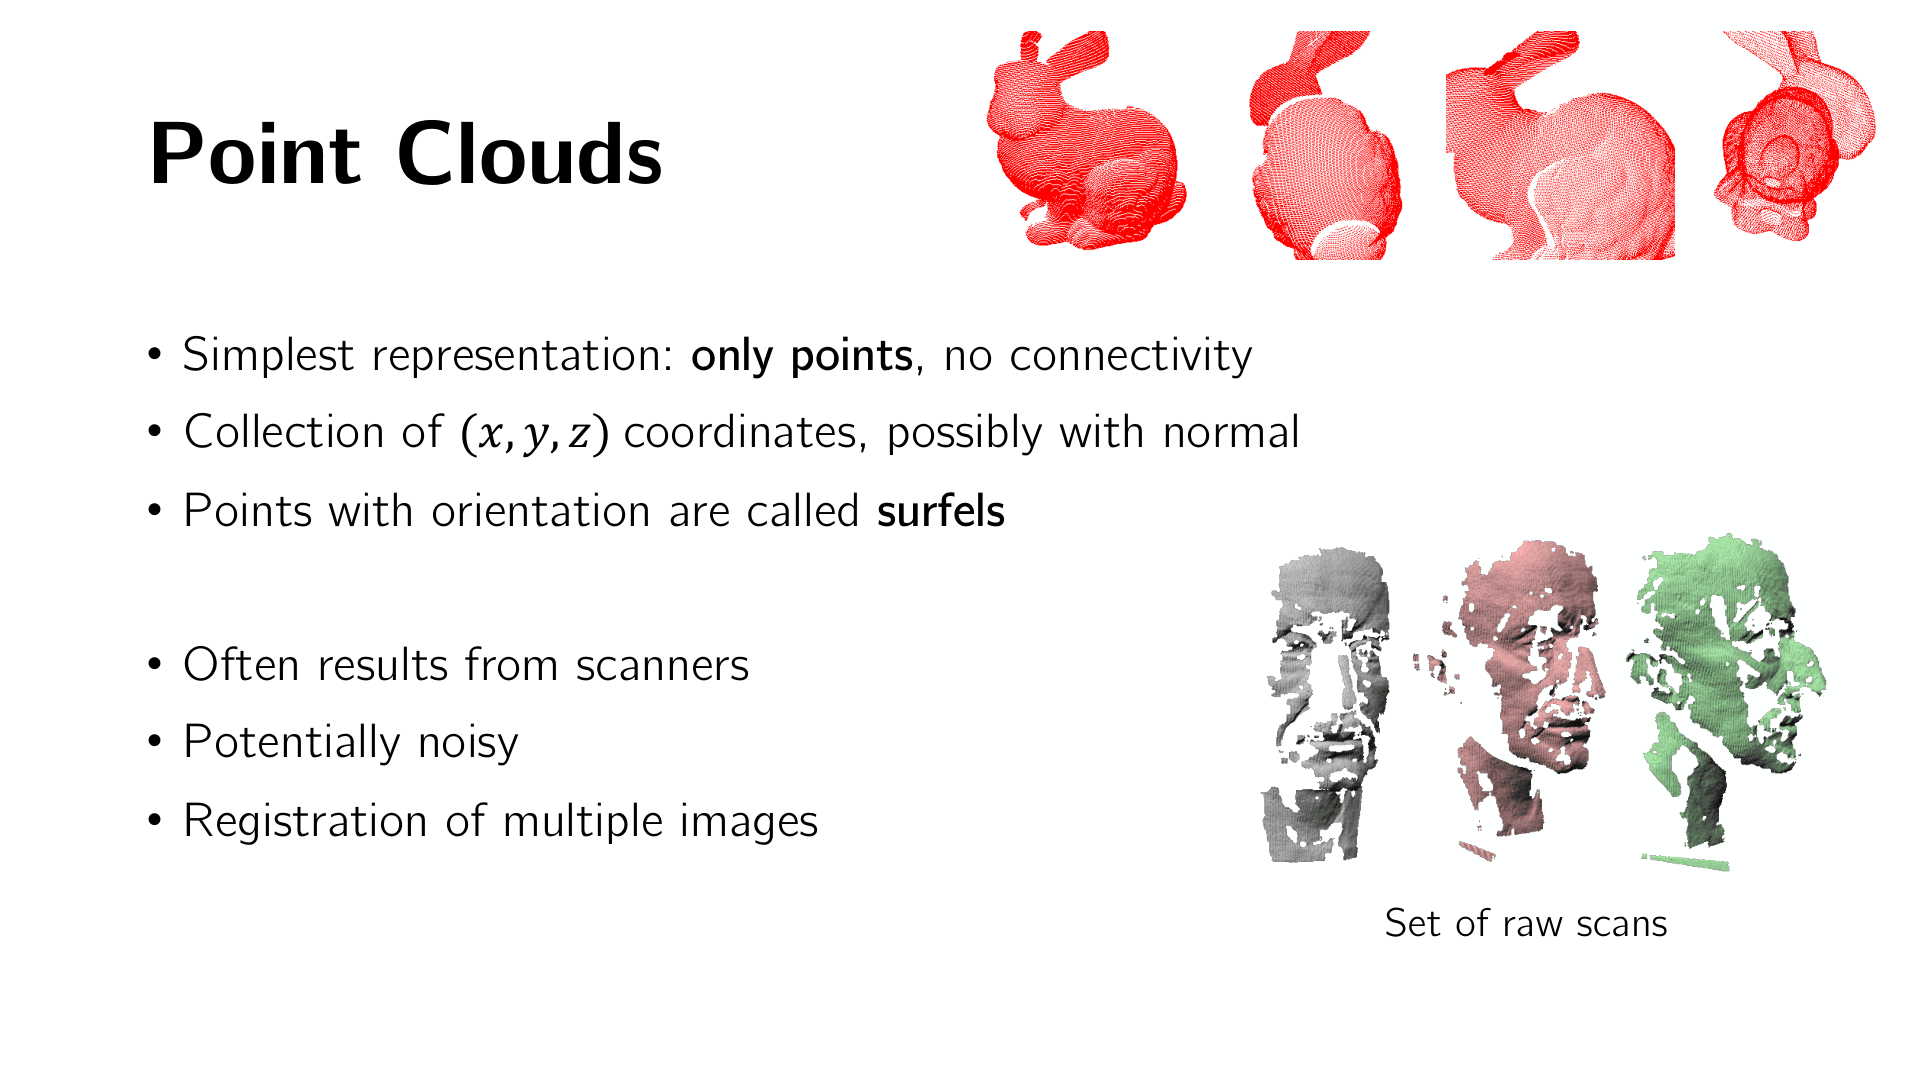 Point Clouds
• Simplest representation: only points, no connectivity
• Collection of (x, y, z) coordinates, possibly with normal
• Points with orientation are called surfels
• Often results from scanners
• Potentially noisy
• Registration of multiple images
Set of raw scans